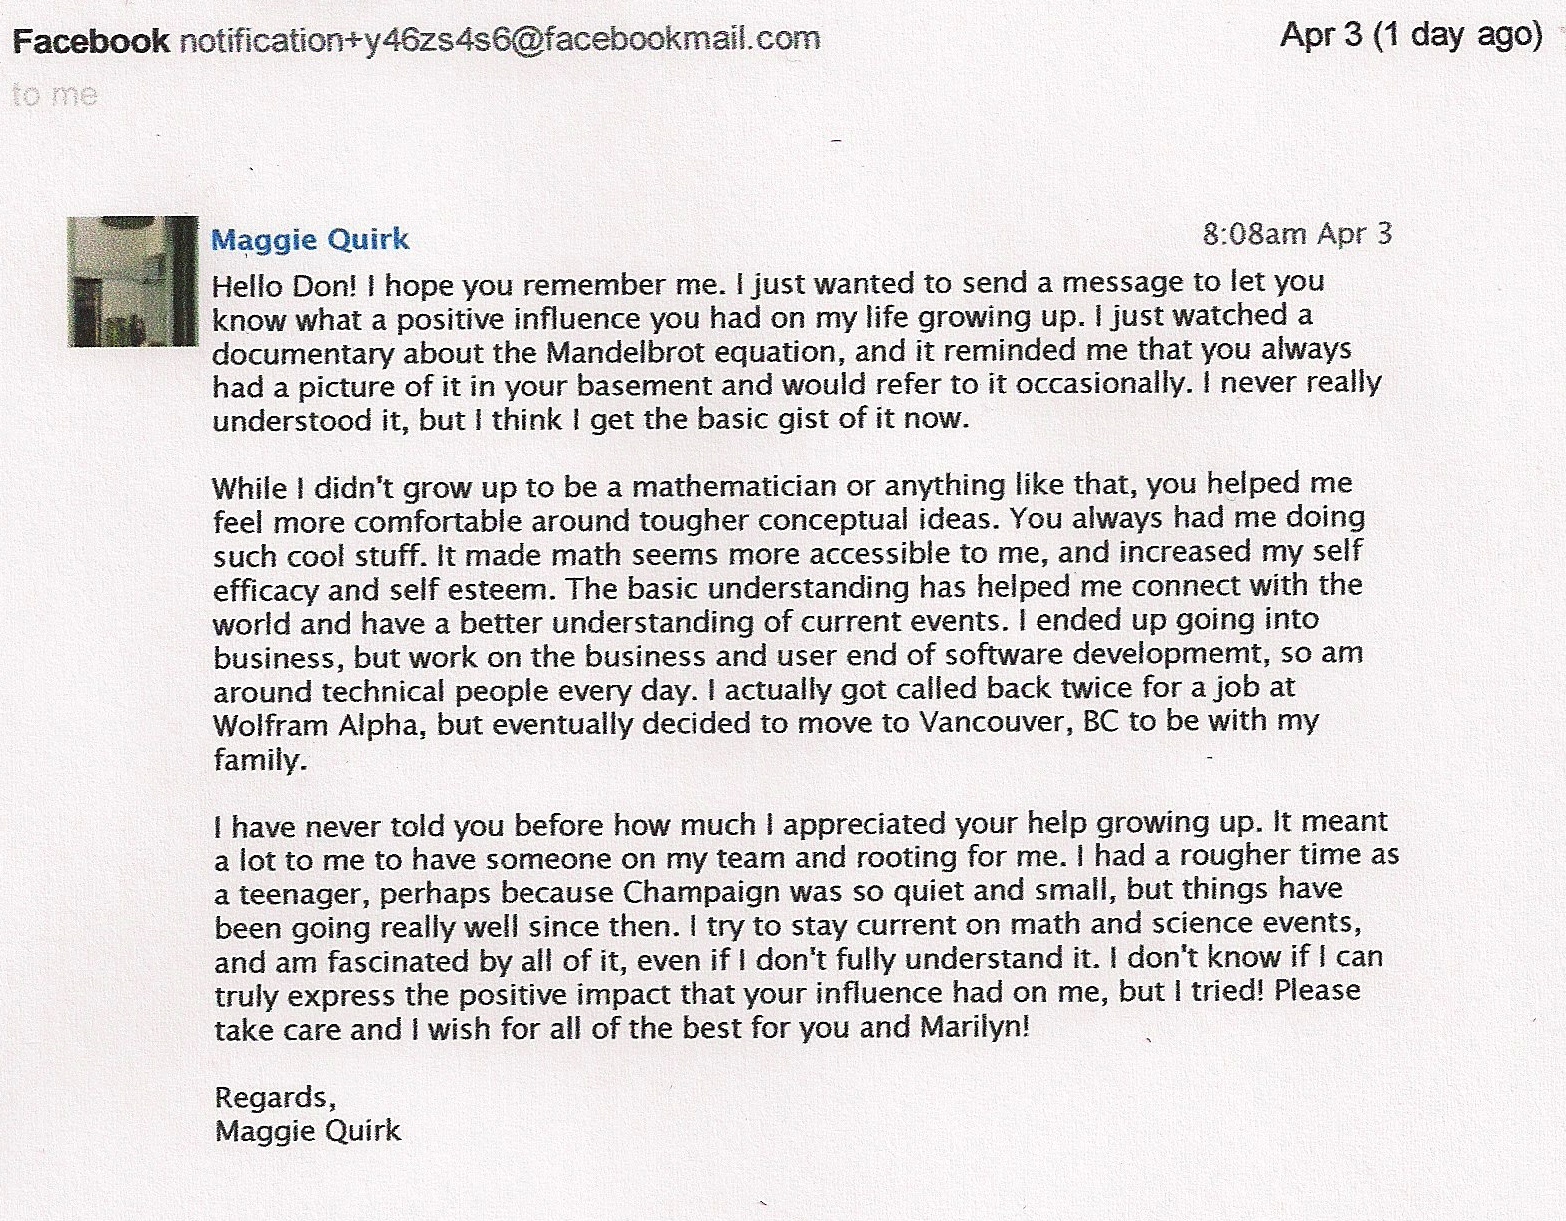 Facebook notification+y46zs4s6@facebookmail.com Apr 3 (1 day ago)
to me
Maggie Quirk 8:08am Apr 3
Hello Don! I hope you remember me. I just wanted to send a message to let you
know what a positive influence you had on my life growing up. I just watched a
documentary about the Mandelbrot equation, and it reminded me that you always
had a picture of it in your basement and would refer to it occasionally. I never really
understood it, but I think I get the basic gist of it now.
While I didn't grow up to be a mathematician or anything like that, you helped me
feel more comfortable around tougher conceptual ideas. You always had me doing
such cool stuff. It made math seems more accessible to me, and increased my self
efficacy and self esteem. The basic understanding has helped me connect with the
world and have a better understanding of current events. I ended up going into
business, but work on the business and user end of software developmemt, so am
around technical people every day. I actually got called back twice for a job at
Wolfram Alpha, but eventually decided to move to Vancouver, BC to be with my
family.
I have never told you before how much I appreciated your help growing up. It meant
a lot to me to have someone on my team and rooting for me. I had a rougher time as
a teenager, perhaps because Champaign was so quiet and small, but things have
been going really well since then. I try to stay current on math and science events,
and am fascinated by all of it, even if I don't fully understand it. I don't know if I can
truly express the positive impact that your influence had on me, but I tried! Please
take care and I wish for all of the best for you and Marilyn!
Regards,
Maggie Quirk